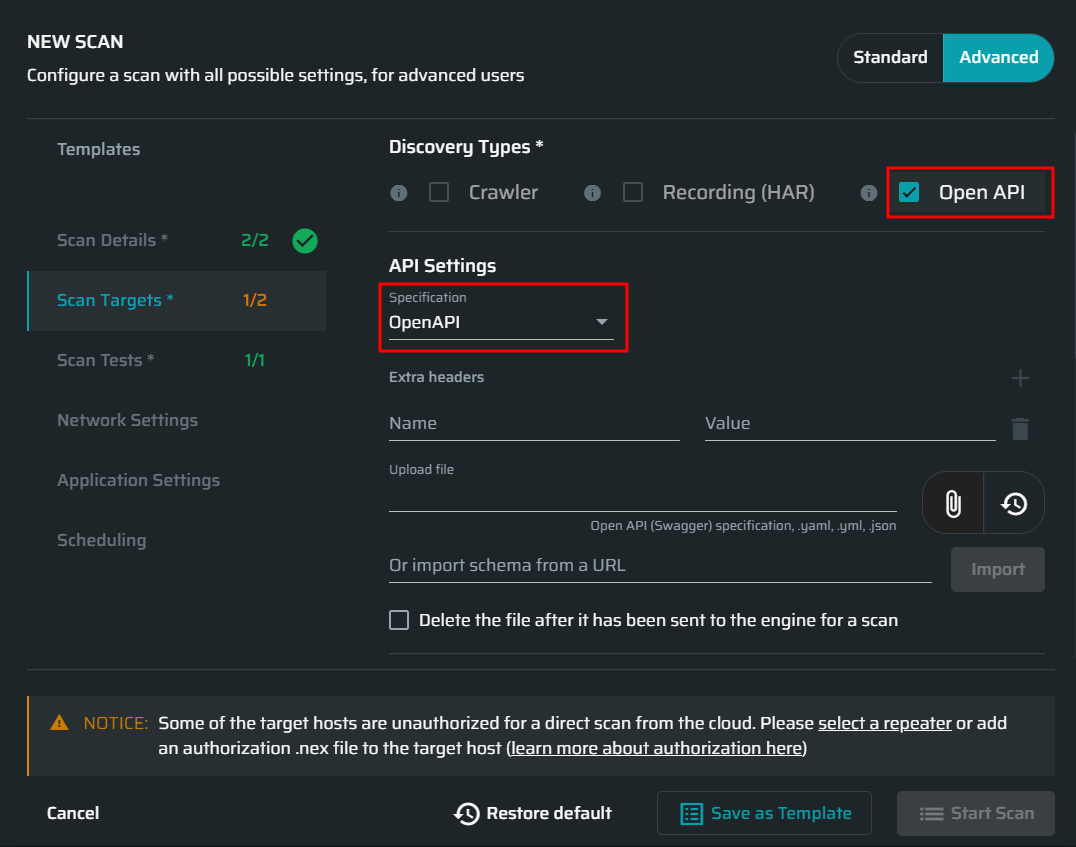 NEW SCAN
Configure a scan with all possible settings, for advanced users
Standard
Advanced
Templates
Scan Details * 2/2
Scan Targets * 1/2
Scan Tests * 1/1
Network Settings
Application Settings
Scheduling
Discovery Types *
Crawler
Recording (HAR)
Open API
API Settings
Specification
OpenAPI
Extra headers
Name
Value
Upload file
Open API (Swagger) specification, .yaml, .yml, .json
Or import schema from a URL
Import
Delete the file after it has been sent to the engine for a scan
NOTICE: Some of the target hosts are unauthorized for a direct scan from the cloud. Please select a repeater or add
an authorization .nex file to the target host (learn more about authorization here)
Cancel
Restore default
Save as Template
Start Scan